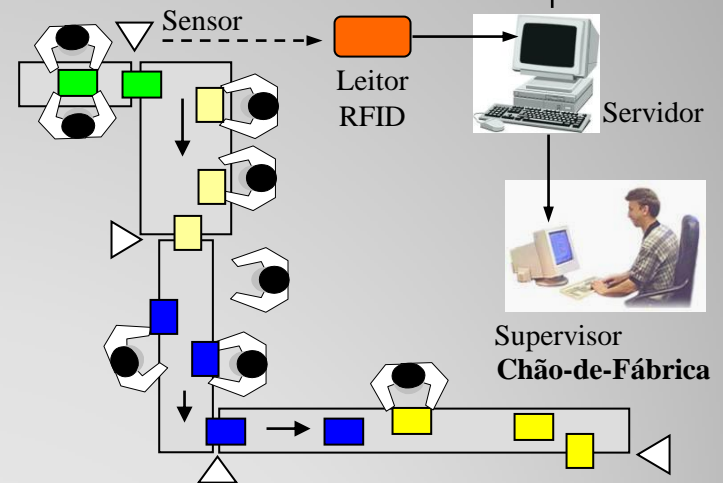 Sensor
Leitor
RFID
Servidor
Supervisor
Chão-de-Fábrica